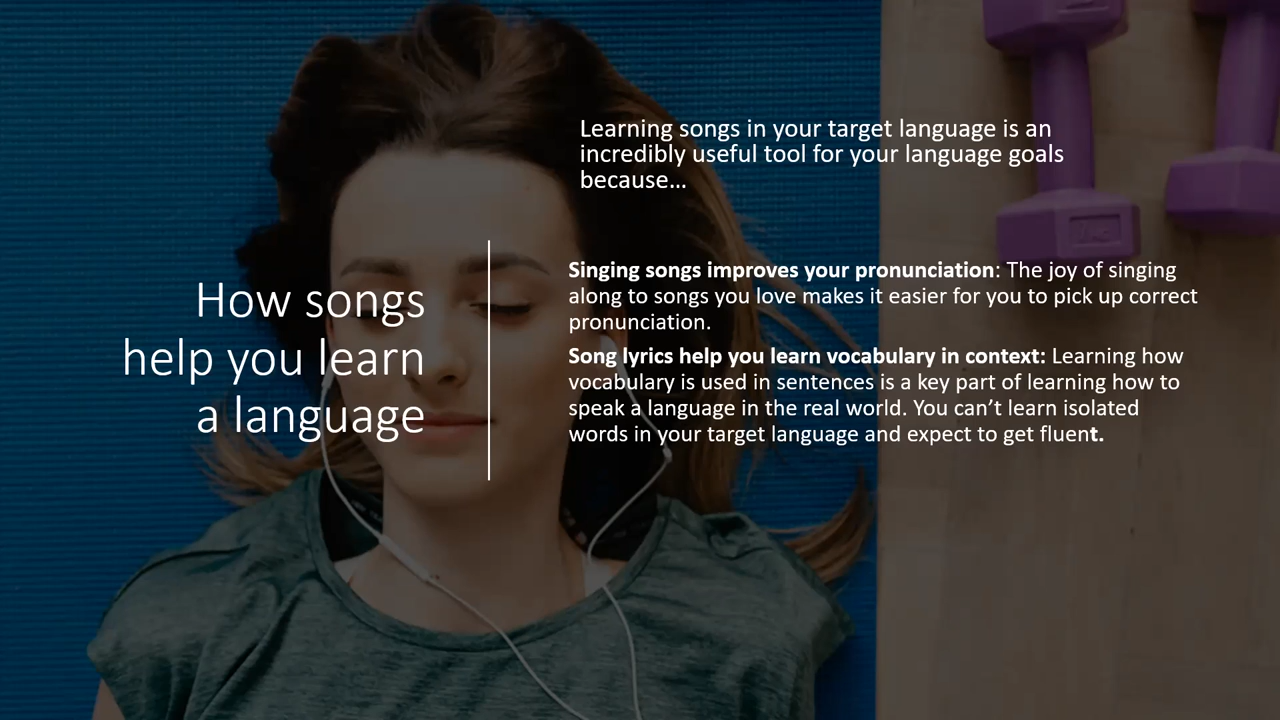 How songs
help you learn
a language
Learning songs in your target language is an
incredibly useful tool for your language goals
because...
Singing songs improves your pronunciation: The joy of singing
along to songs you love makes it easier for you to pick up correct
pronunciation.
Song lyrics help you learn vocabulary in context: Learning how
vocabulary is used in sentences is a key part of learning how to
speak a language in the real world. You can’t learn isolated
words in your target language and expect to get fluent.